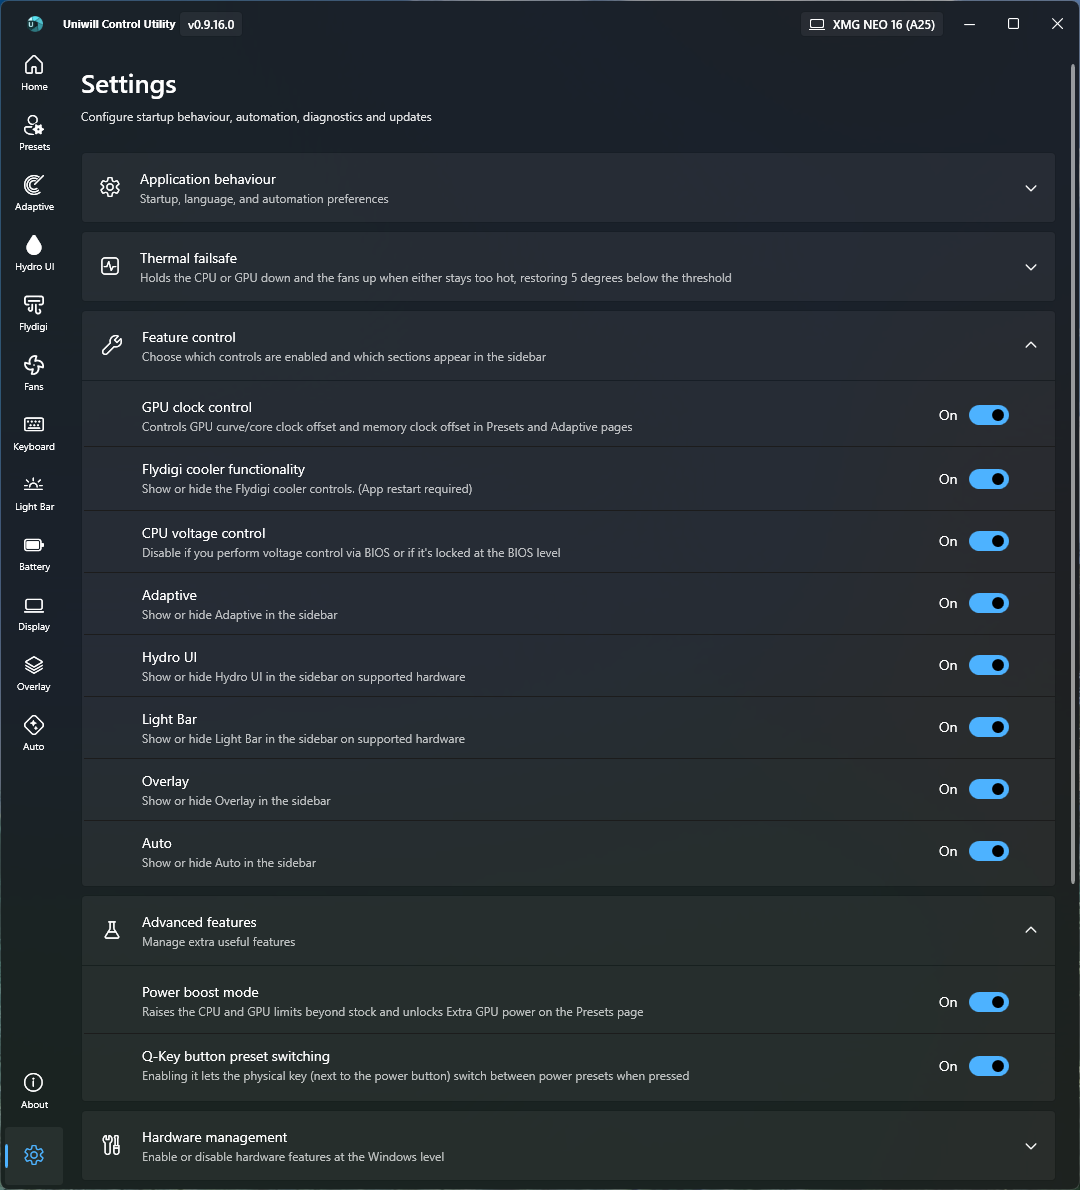 Uniwill Control Utility v0.9.16.0
XMG NEO 16 (A25)
Home
Presets
Adaptive
Hydro UI
Flydigi
Fans
Keyboard
Light Bar
Battery
Display
Overlay
Auto
About
Settings
Configure startup behaviour, automation, diagnostics and updates
Application behaviour
Startup, language, and automation preferences
Thermal failsafe
Holds the CPU or GPU down and the fans up when either stays too hot, restoring 5 degrees below the threshold
Feature control
Choose which controls are enabled and which sections appear in the sidebar
GPU clock control
Controls GPU curve/core clock offset and memory clock offset in Presets and Adaptive pages
On
Flydigi cooler functionality
Show or hide the Flydigi cooler controls. (App restart required)
On
CPU voltage control
Disable if you perform voltage control via BIOS or if it's locked at the BIOS level
On
Adaptive
Show or hide Adaptive in the sidebar
On
Hydro UI
Show or hide Hydro UI in the sidebar on supported hardware
On
Light Bar
Show or hide Light Bar in the sidebar on supported hardware
On
Overlay
Show or hide Overlay in the sidebar
On
Auto
Show or hide Auto in the sidebar
On
Advanced features
Manage extra useful features
Power boost mode
Raises the CPU and GPU limits beyond stock and unlocks Extra GPU power on the Presets page
On
Q-Key button preset switching
Enabling it lets the physical key (next to the power button) switch between power presets when pressed
On
Hardware management
Enable or disable hardware features at the Windows level